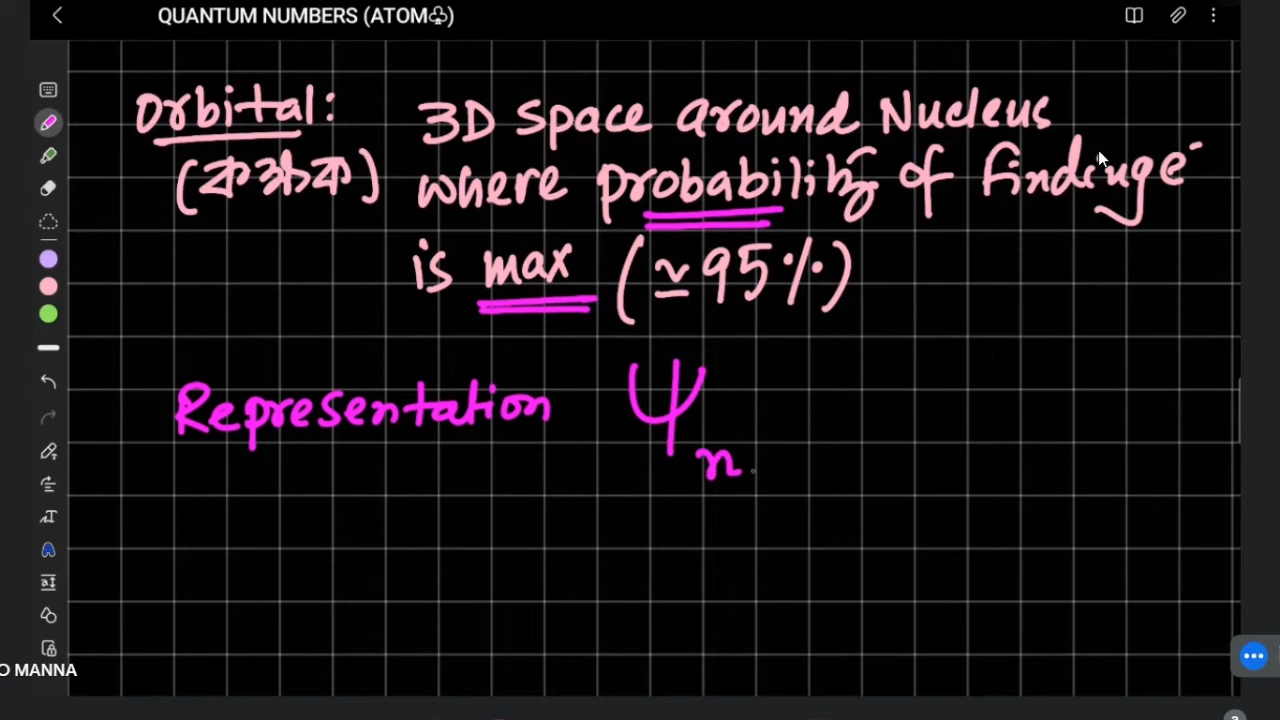 QUANTUM NUMBERS (ATOM♧)
Orbital: 3D Space around Nucleus
where probability of finding e⁻
is max (≃95%)
Representation Ψn
O MANNA